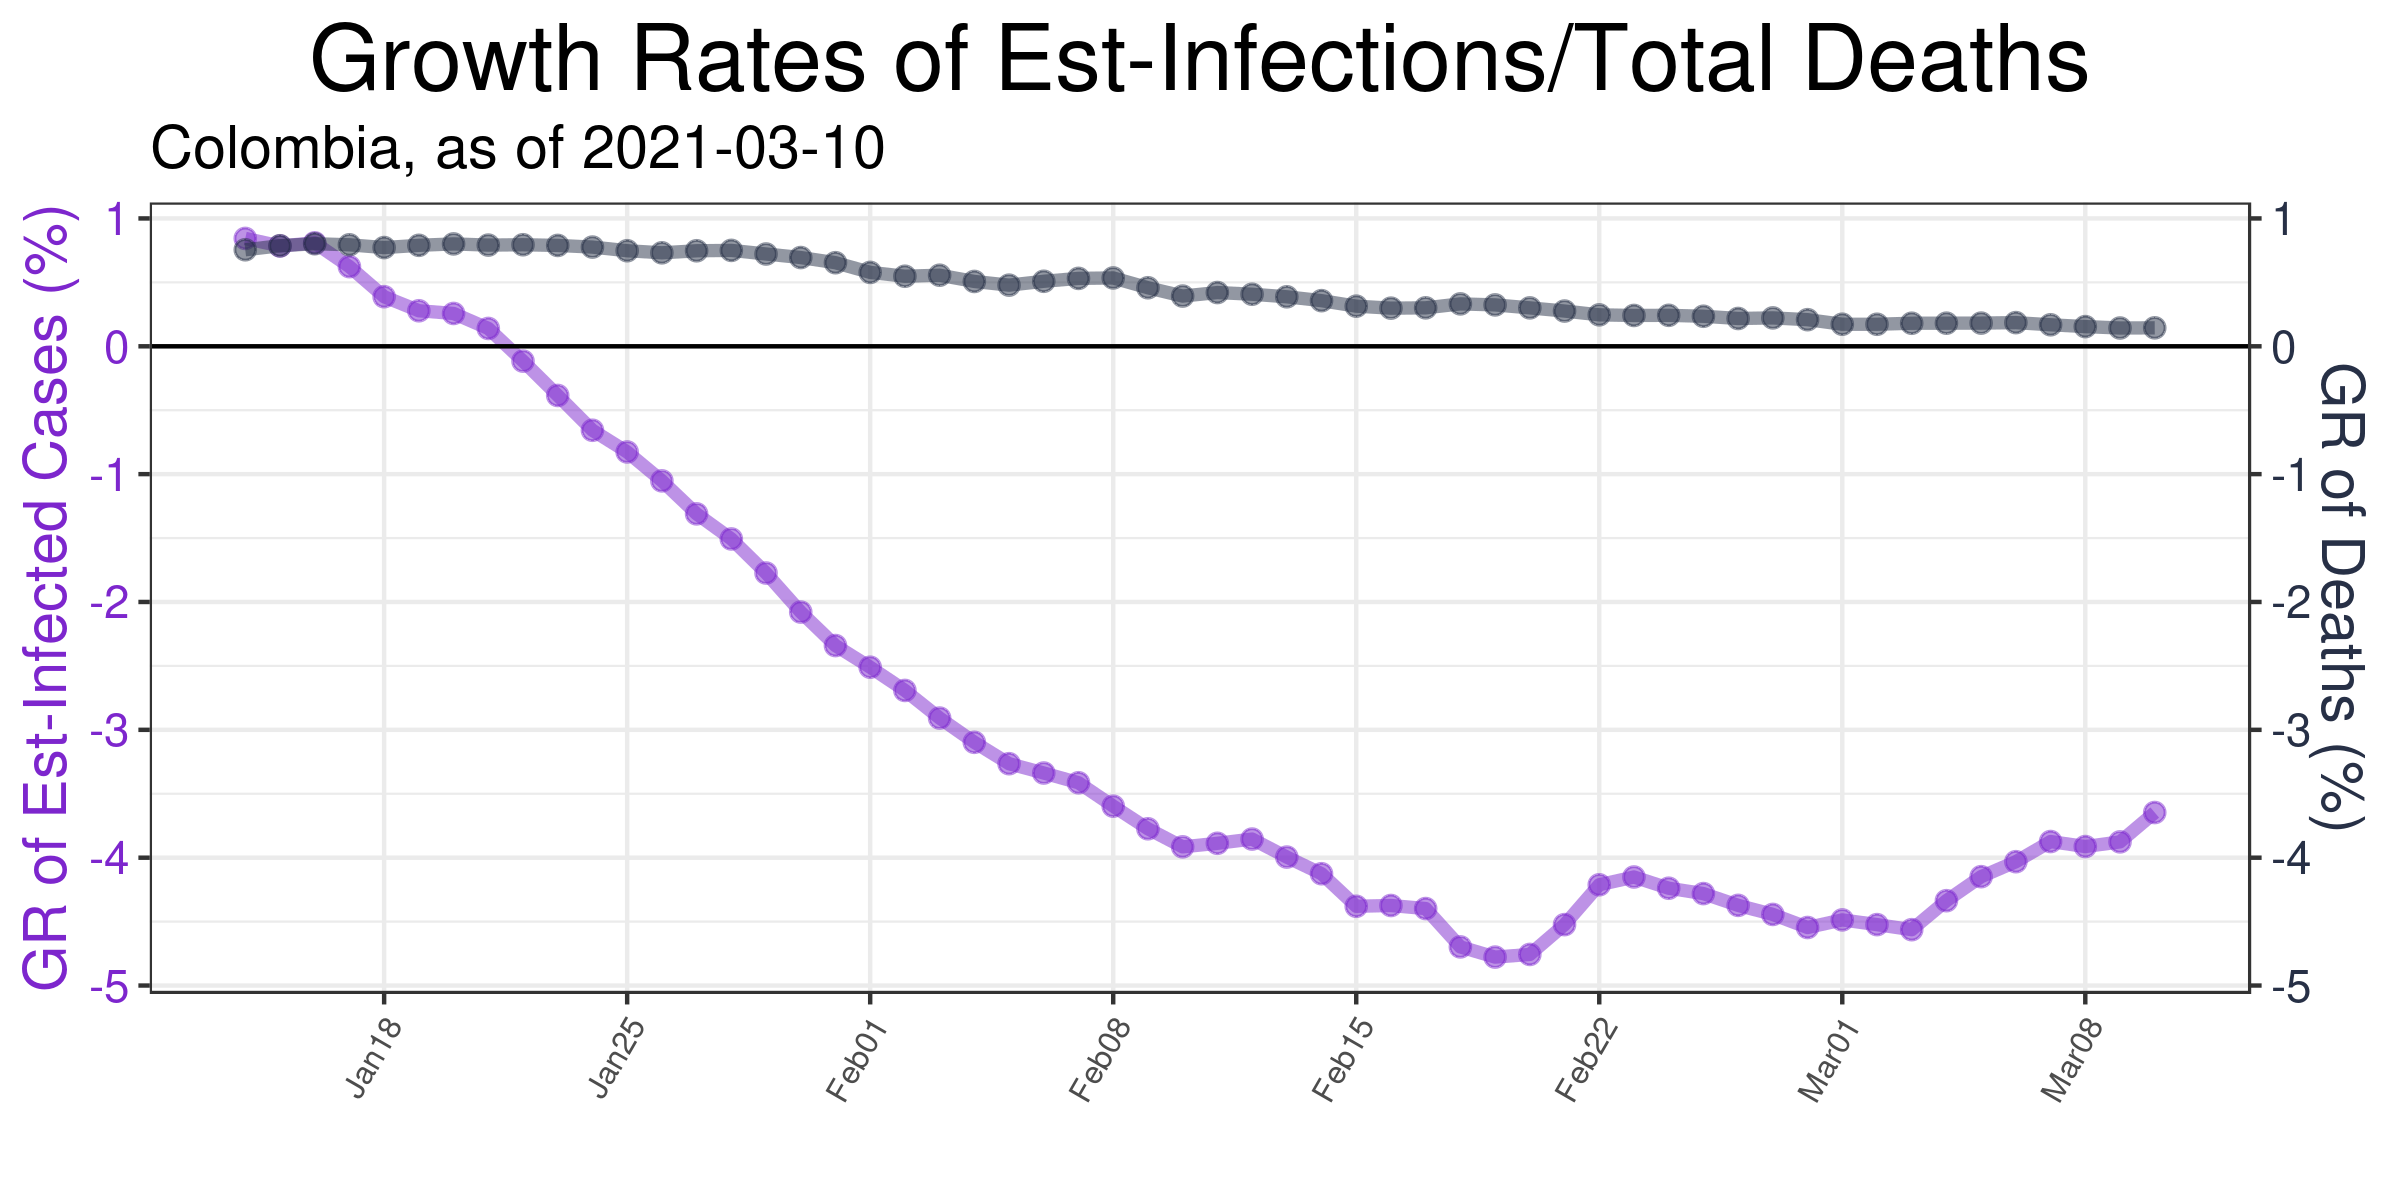 Growth Rates of Est-Infections/Total Deaths
Colombia, as of 2021-03-10
GR of Est-Infected Cases (%)
1
0
-1
-2
-3
-4
-5
1
0
-1
-2
-3
-4
-5
GR of Deaths (%)
Jan18
Jan25
Feb01
Feb08
Feb15
Feb22
Mar01
Mar08